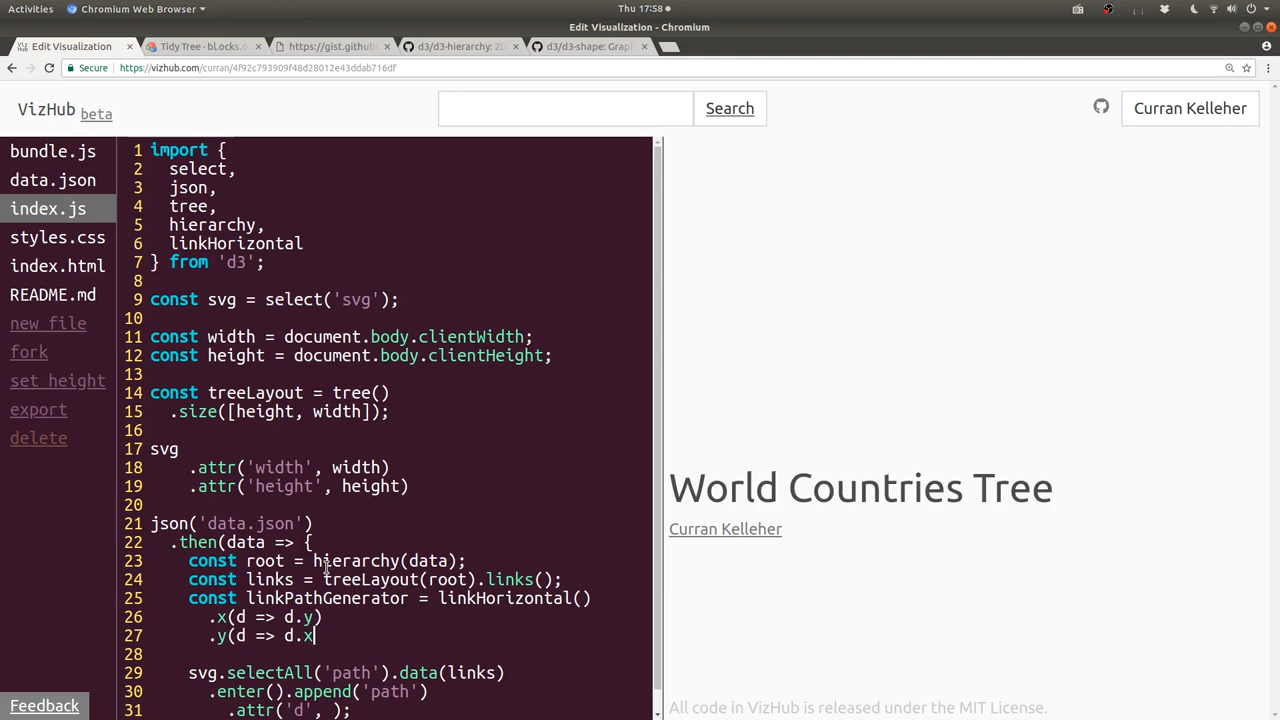 Activities Chromium Web Browser Thu 17:58
Edit Visualization - Chromium
Edit Visualization Tidy Tree - bl.ocks.o https://gist.github d3/d3-hierarchy: 2D d3/d3-shape: Grap
Secure https://vizhub.com/curran/4f92c793909f48d28012e43ddab716df
VizHub beta Search Curran Kelleher
bundle.js
data.json
index.js
styles.css
index.html
README.md
new file
fork
set height
export
delete
Feedback
1 import {
2 select,
3 json,
4 tree,
5 hierarchy,
6 linkHorizontal
7 } from 'd3';
8
9 const svg = select('svg');
10
11 const width = document.body.clientWidth;
12 const height = document.body.clientHeight;
13
14 const treeLayout = tree()
15 .size([height, width]);
16
17 svg
18 .attr('width', width)
19 .attr('height', height)
20
21 json('data.json')
22 .then(data => {
23 const root = hierarchy(data);
24 const links = treeLayout(root).links();
25 const linkPathGenerator = linkHorizontal()
26 .x(d => d.y)
27 .y(d => d.x
28
29 svg.selectAll('path').data(links)
30 .enter().append('path')
31 .attr('d', );
World Countries Tree
Curran Kelleher
All code in VizHub is released under the MIT License.